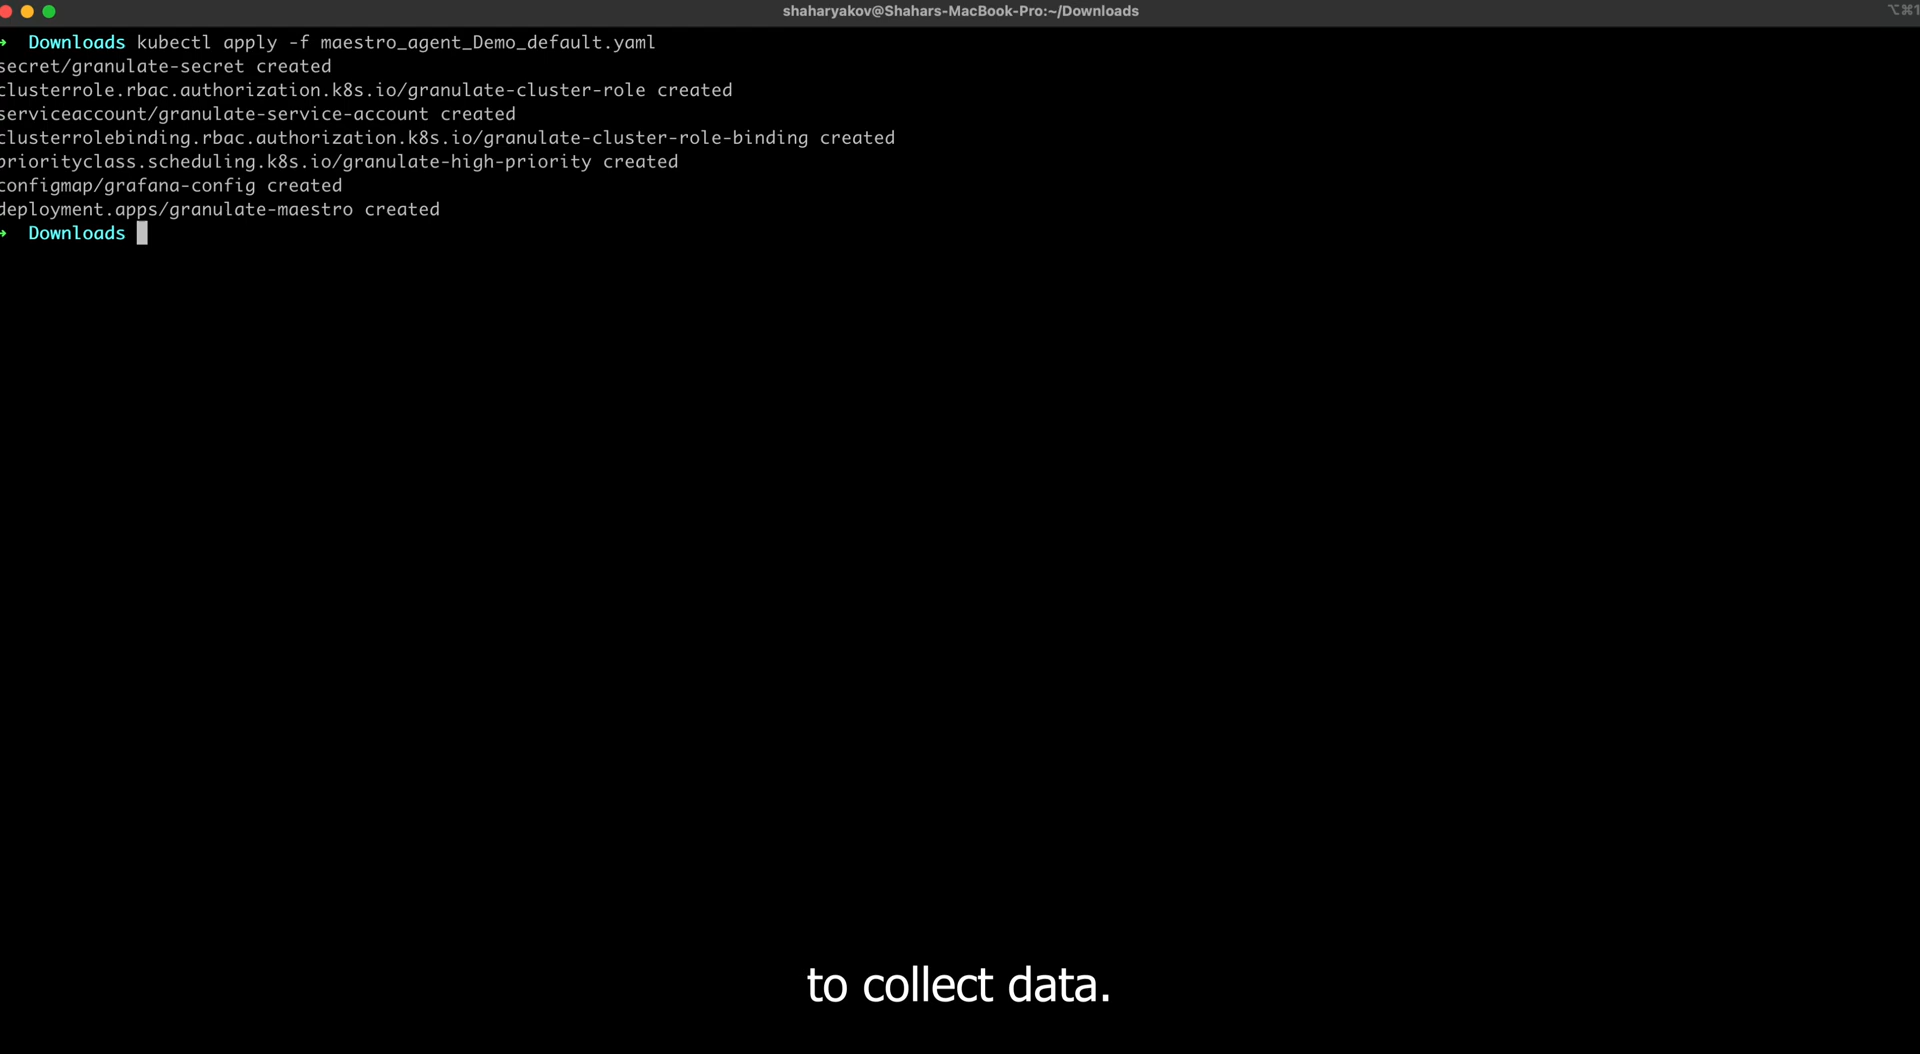 shaharyakov@Shahars-MacBook-Pro:~/Downloads ⌥⌘1
➜ Downloads kubectl apply -f maestro_agent_Demo_default.yaml
secret/granulate-secret created
clusterrole.rbac.authorization.k8s.io/granulate-cluster-role created
serviceaccount/granulate-service-account created
clusterrolebinding.rbac.authorization.k8s.io/granulate-cluster-role-binding created
priorityclass.scheduling.k8s.io/granulate-high-priority created
configmap/grafana-config created
deployment.apps/granulate-maestro created
➜ Downloads
to collect data.